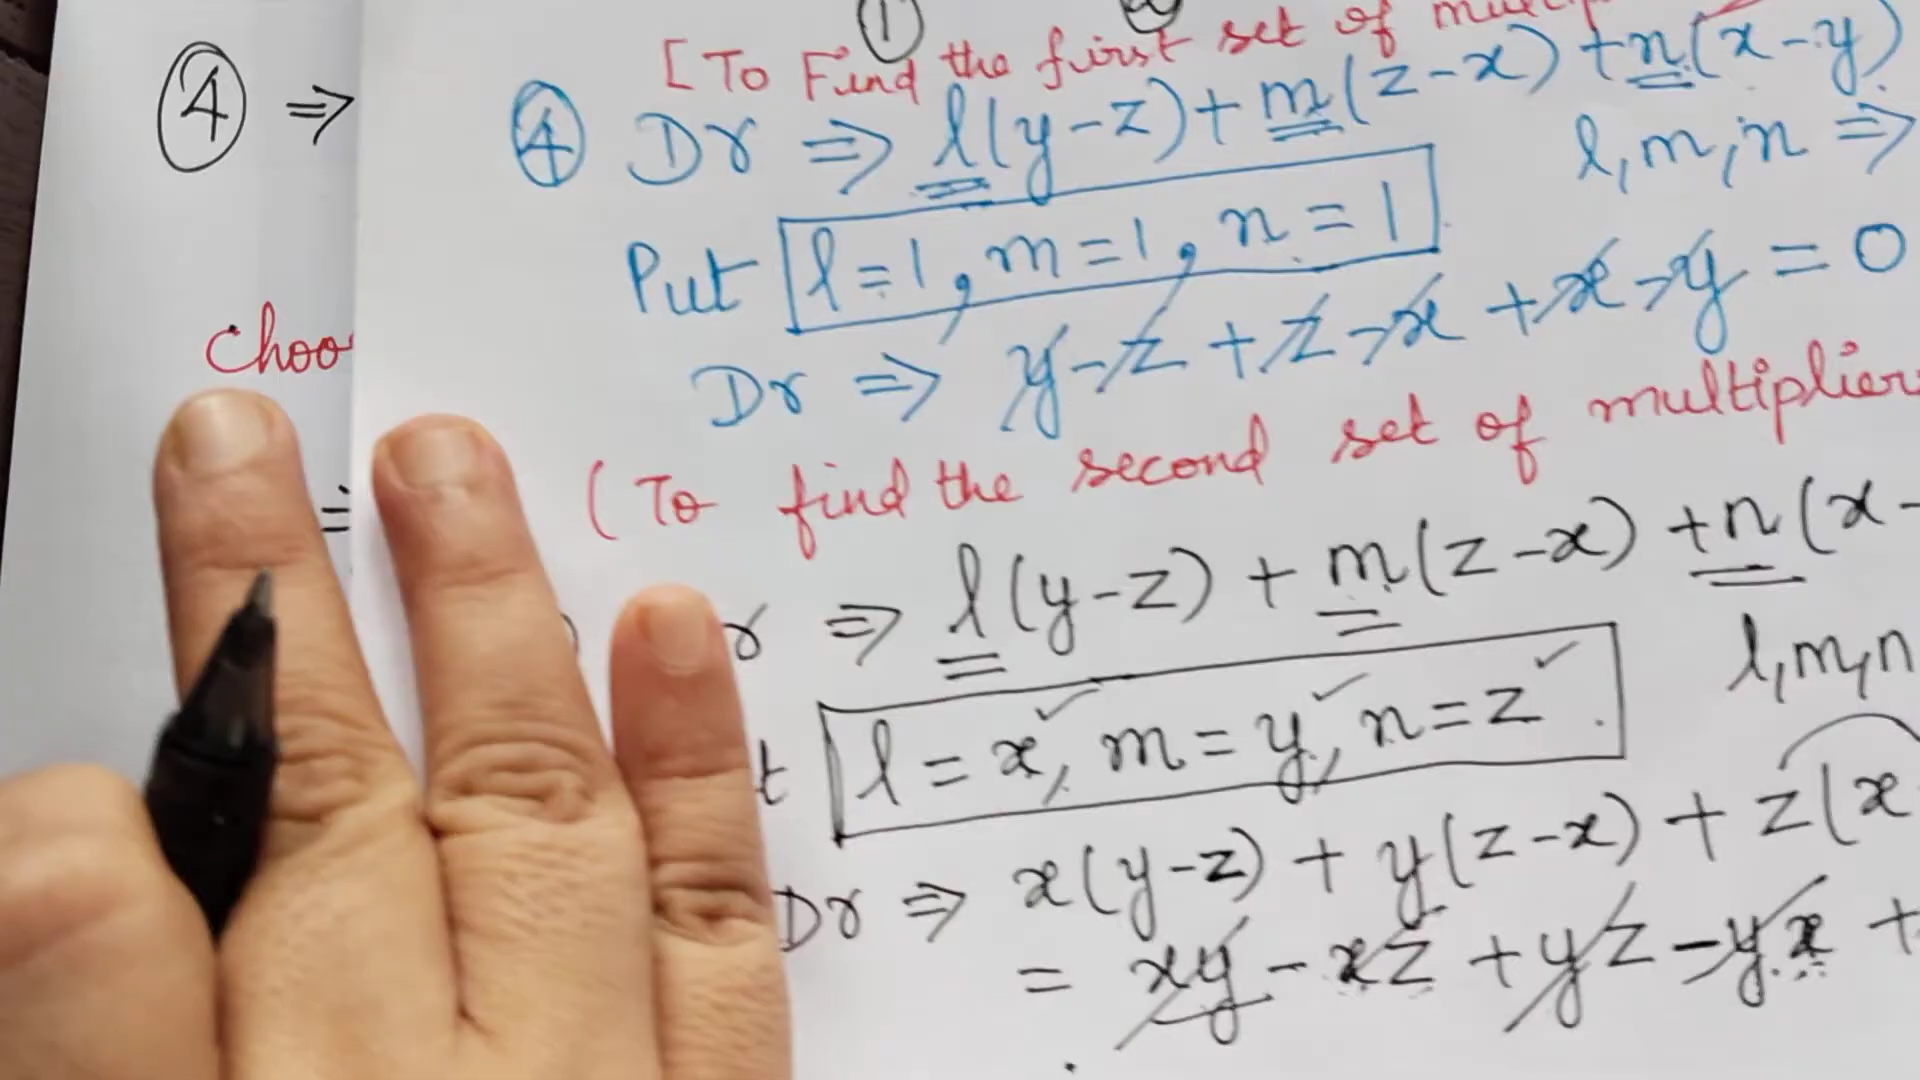 ④ ⇒
① 
[To Find the first set of
④ Dr ⇒ l(y-z)+m(z-x)+n(x-y)
l,m,n ⇒
Put l=1, m=1, n=1
Dr ⇒ y-z+z-x+x-y=0
(To find the second set of multiplier
r ⇒ l(y-z)+m(z-x)+n(x-
l,m,n
t l=x, m=y, n=z.
Dr ⇒ x(y-z)+y(z-x)+z(x
= xy-xz+yz-yx+
Choo
=